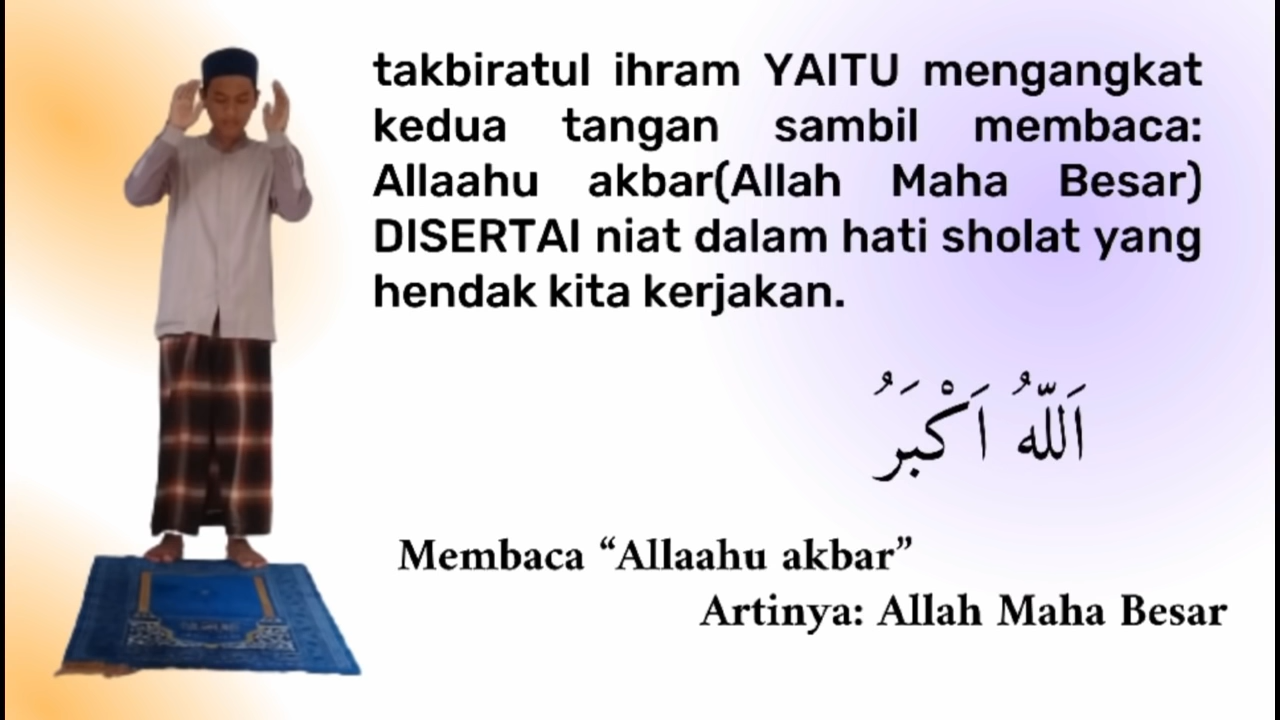 takbiratul ihram YAITU mengangkat
kedua tangan sambil membaca:
Allaahu akbar(Allah Maha Besar)
DISERTAI niat dalam hati sholat yang
hendak kita kerjakan.
اَللّٰهُ اَكْبَرُ
Membaca “Allaahu akbar”
Artinya: Allah Maha Besar